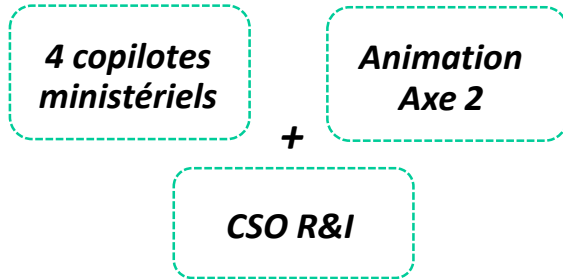 4 copilotes
ministériels
Animation
Axe 2
+
CSO R&I